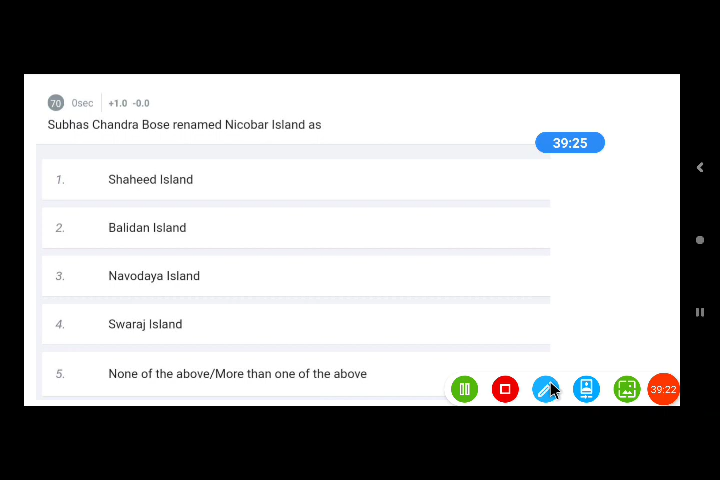 70 0sec +1.0 -0.0
Subhas Chandra Bose renamed Nicobar Island as
39:25
1. Shaheed Island
2. Balidan Island
3. Navodaya Island
4. Swaraj Island
5. None of the above/More than one of the above
39:22